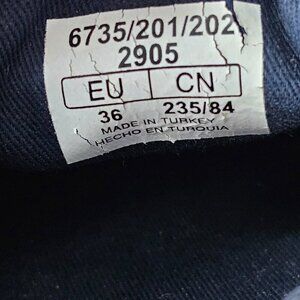 6735/201/202
2905
EU CN
36 235/84
MADE IN TURKEY
HECHO EN TURQUIA